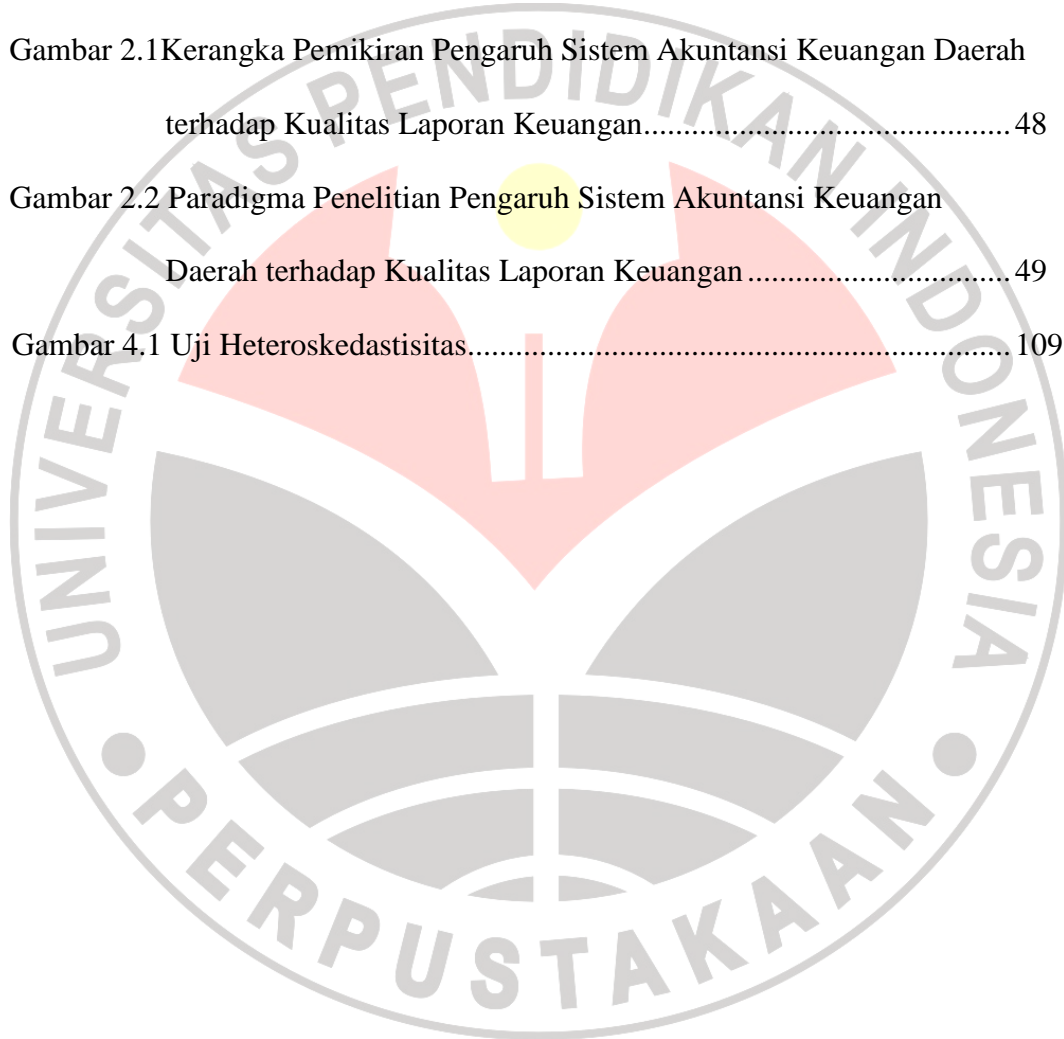 Gambar 2.1Kerangka Pemikiran Pengaruh Sistem Akuntansi Keuangan Daerah
terhadap Kualitas Laporan Keuangan.............................................. 48
Gambar 2.2 Paradigma Penelitian Pengaruh Sistem Akuntansi Keuangan
Daerah terhadap Kualitas Laporan Keuangan ................................. 49
Gambar 4.1 Uji Heteroskedastisitas.................................................................... 109
UNIVERSITAS PENDIDIKAN INDONESIA
PERPUSTAKAAN